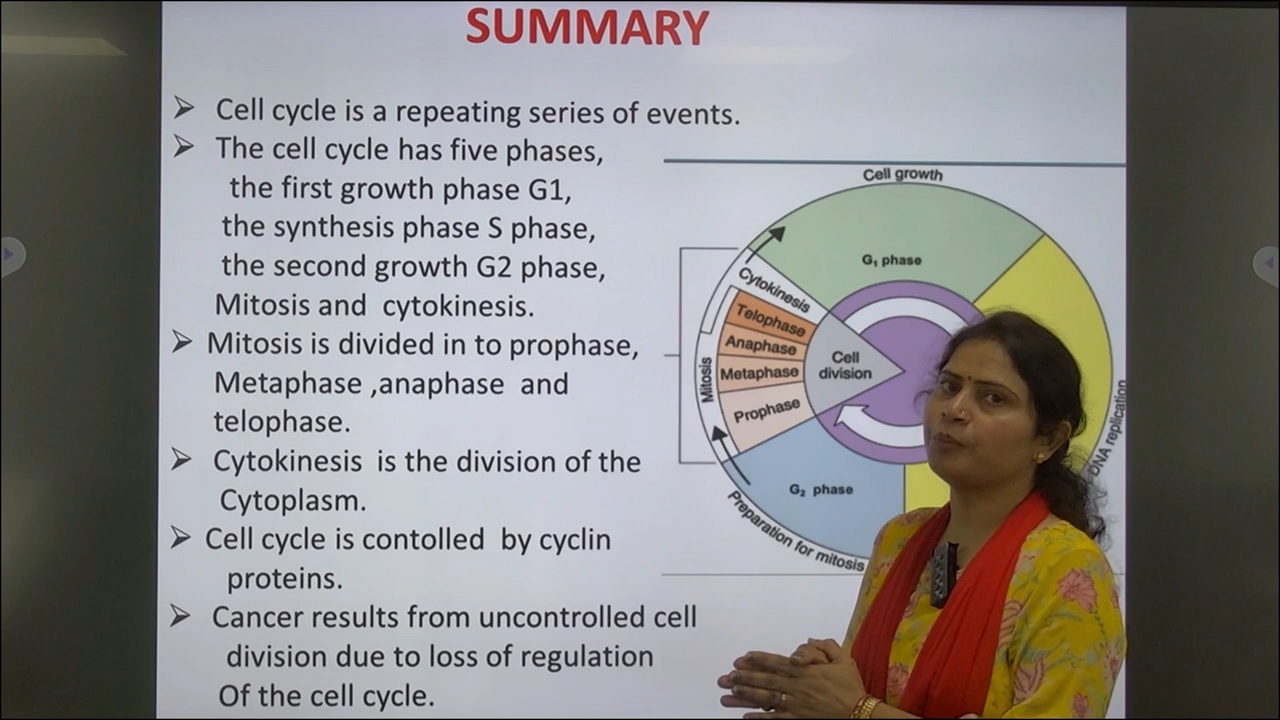 SUMMARY
Cell cycle is a repeating series of events.
The cell cycle has five phases,
the first growth phase G1,
the synthesis phase S phase,
the second growth G2 phase,
Mitosis and cytokinesis.
Mitosis is divided in to prophase,
Metaphase ,anaphase and
telophase.
Cytokinesis is the division of the
Cytoplasm.
Cell cycle is contolled by cyclin
proteins.
Cancer results from uncontrolled cell
division due to loss of regulation
Of the cell cycle.
Cell growth
G₁ phase
Cytokinesis
Telophase
Anaphase
Metaphase
Prophase
Mitosis
Cell
division
G₂ phase
Preparation for mitosis
DNA replication